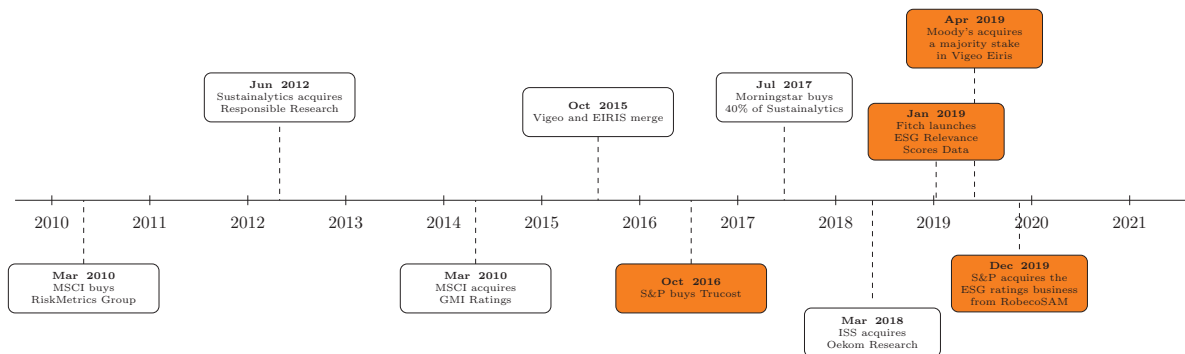 Apr 2019
Moody's acquires
a majority stake
in Vigeo Eiris
Jun 2012
Sustainalytics acquires
Responsible Research
Jul 2017
Morningstar buys
40% of Sustainalytics
Oct 2015
Vigeo and EIRIS merge
Jan 2019
Fitch launches
ESG Relevance
Scores Data
2010 2011 2012 2013 2014 2015 2016 2017 2018 2019 2020 2021
Mar 2010
MSCI buys
RiskMetrics Group
Mar 2010
MSCI acquires
GMI Ratings
Oct 2016
S&P buys Trucost
Mar 2018
ISS acquires
Oekom Research
Dec 2019
S&P acquires the
ESG ratings business
from RobecoSAM